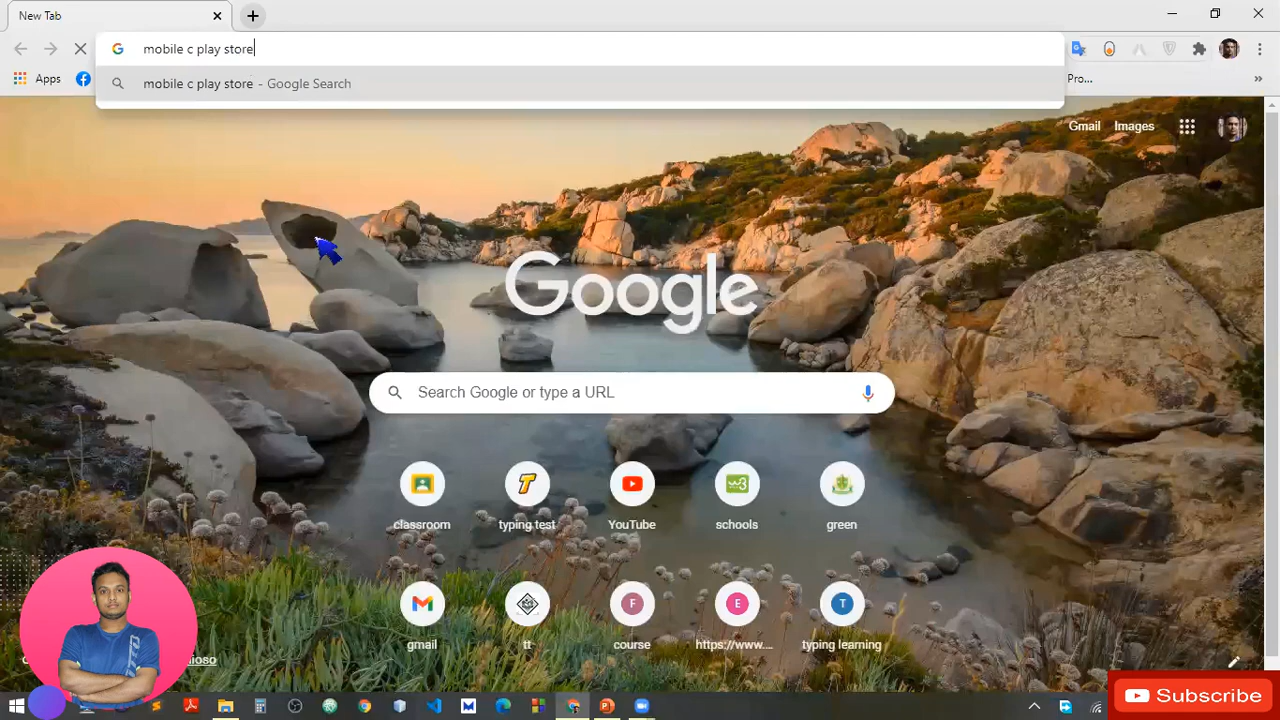 New Tab
mobile c play store
mobile c play store - Google Search
Apps
Pro...
Gmail Images
Google
Search Google or type a URL
classroom
typing test
YouTube
schools
green
gmail
tt
F
course
E
https://www....
T
typing learning
Subscribe